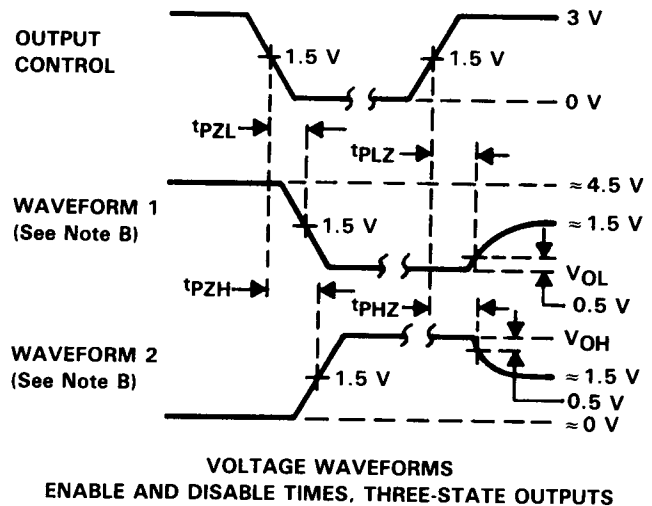 OUTPUT
CONTROL
3 V
1.5 V
1.5 V
0 V
tPZL
tPLZ
≈ 4.5 V
WAVEFORM 1
(See Note B)
1.5 V
≈ 1.5 V
VOL
0.5 V
tPZH
tPHZ
VOH
WAVEFORM 2
(See Note B)
1.5 V
≈ 1.5 V
0.5 V
≈ 0 V
VOLTAGE WAVEFORMS
ENABLE AND DISABLE TIMES, THREE-STATE OUTPUTS